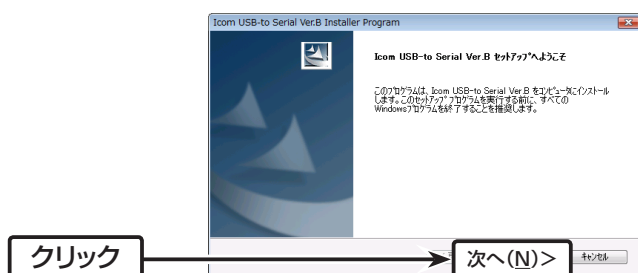 Icom USB-to Serial Ver.B Installer Program
Icom USB-to Serial Ver.B セットアップへようこそ
このプログラムは、Icom USB-to Serial Ver.B をコンピュータにインストール
します。このセットアップ プログラムを実行する前に、すべての
Windowsプログラムを終了することを推奨します。
クリック
次へ(N)>
キャンセル